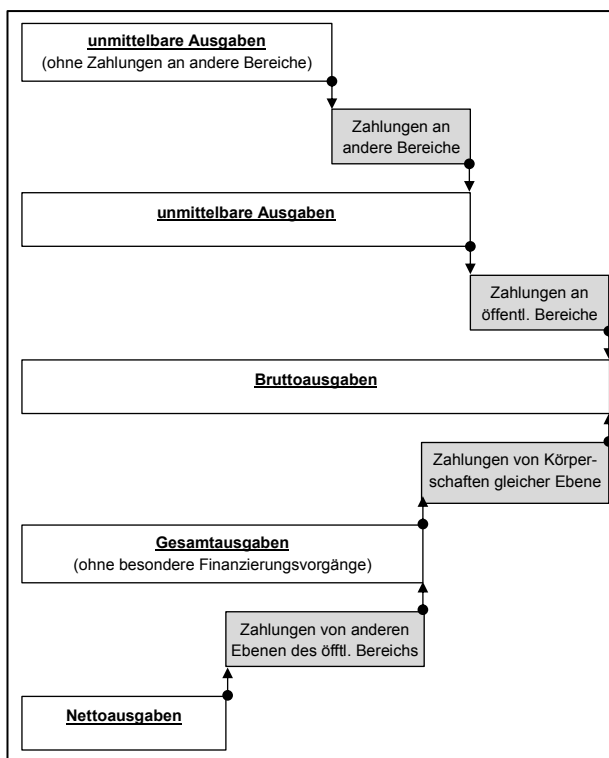 unmittelbare Ausgaben
(ohne Zahlungen an andere Bereiche)
Zahlungen an
andere Bereiche
unmittelbare Ausgaben
Zahlungen an
öffentl. Bereiche
Bruttoausgaben
Zahlungen von Körper-
schaften gleicher Ebene
Gesamtausgaben
(ohne besondere Finanzierungsvorgänge)
Zahlungen von anderen
Ebenen des öfftl. Bereichs
Nettoausgaben